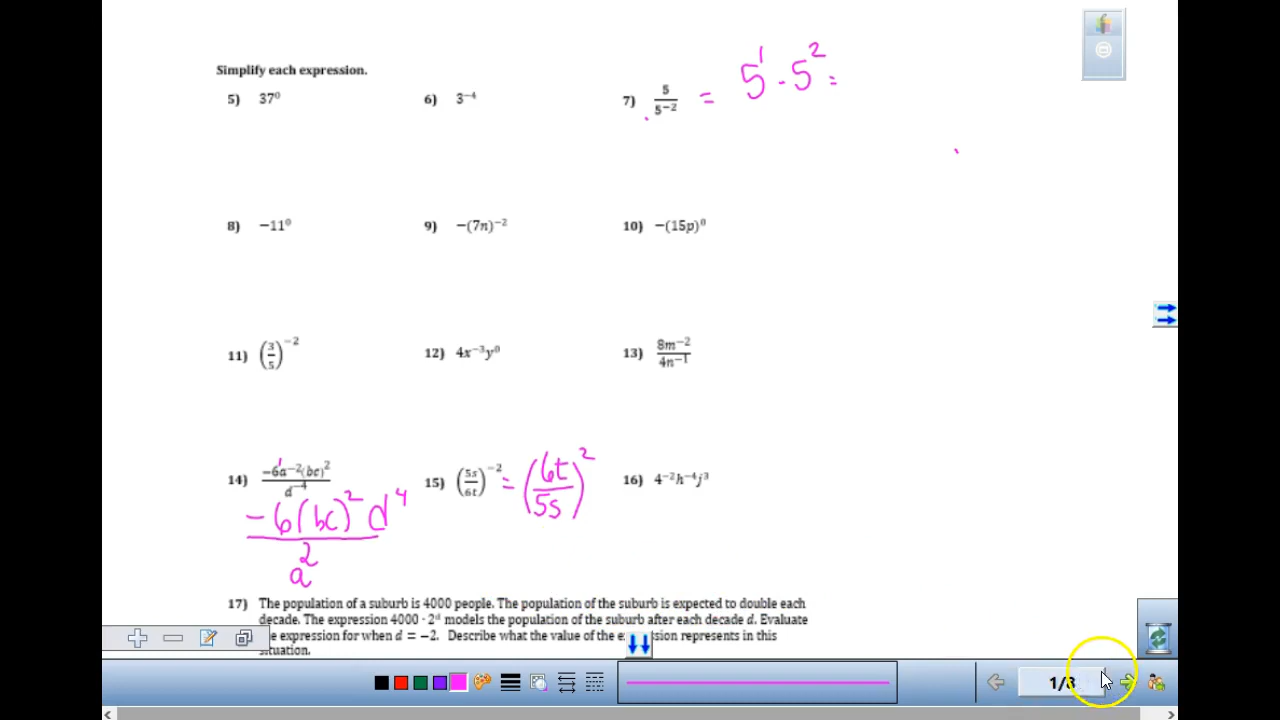 Simplify each expression.
5) 37⁰ 6) 3⁻⁴ 7) 5/5⁻² = 5¹ · 5² =
8) −11⁰ 9) −(7n)⁻² 10) −(15p)⁰
11) (3/5)⁻² 12) 4x⁻³y⁰ 13) 8m⁻²/4n⁻¹
14) −6a⁻²(bc)²/d⁻⁴ 15) (5s/6t)⁻² = (6t/5s)² 16) 4⁻²h⁻⁴j³
−6(bc)²d⁴/a²
17) The population of a suburb is 4000 people. The population of the suburb is expected to double each
decade. The expression 4000 · 2ᵈ models the population of the suburb after each decade d. Evaluate
e expression for when d = −2. Describe what the value of the ex sion represents in this
situation.
1/3